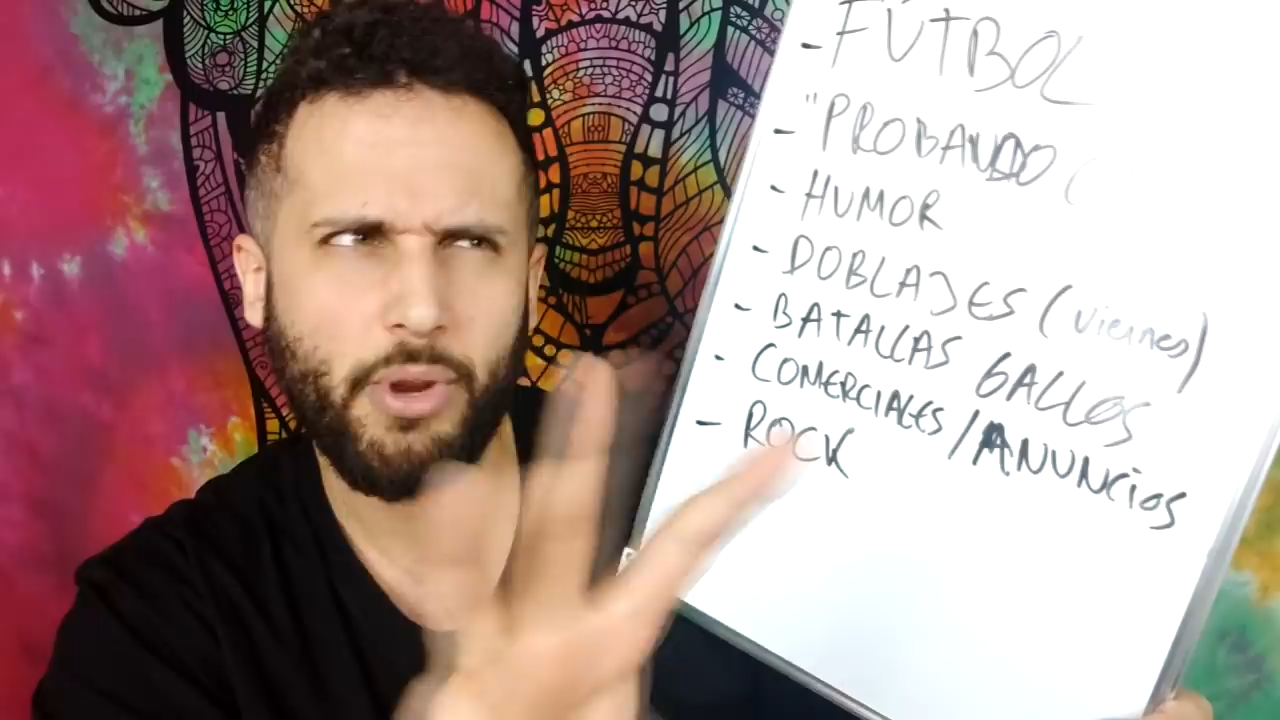 - FÚTBOL
- "PROBANDO (
- HUMOR
- DOBLAJES (viernes)
- BATALLAS GALLOS
- COMERCIALES / ANUNCIOS
- ROCK